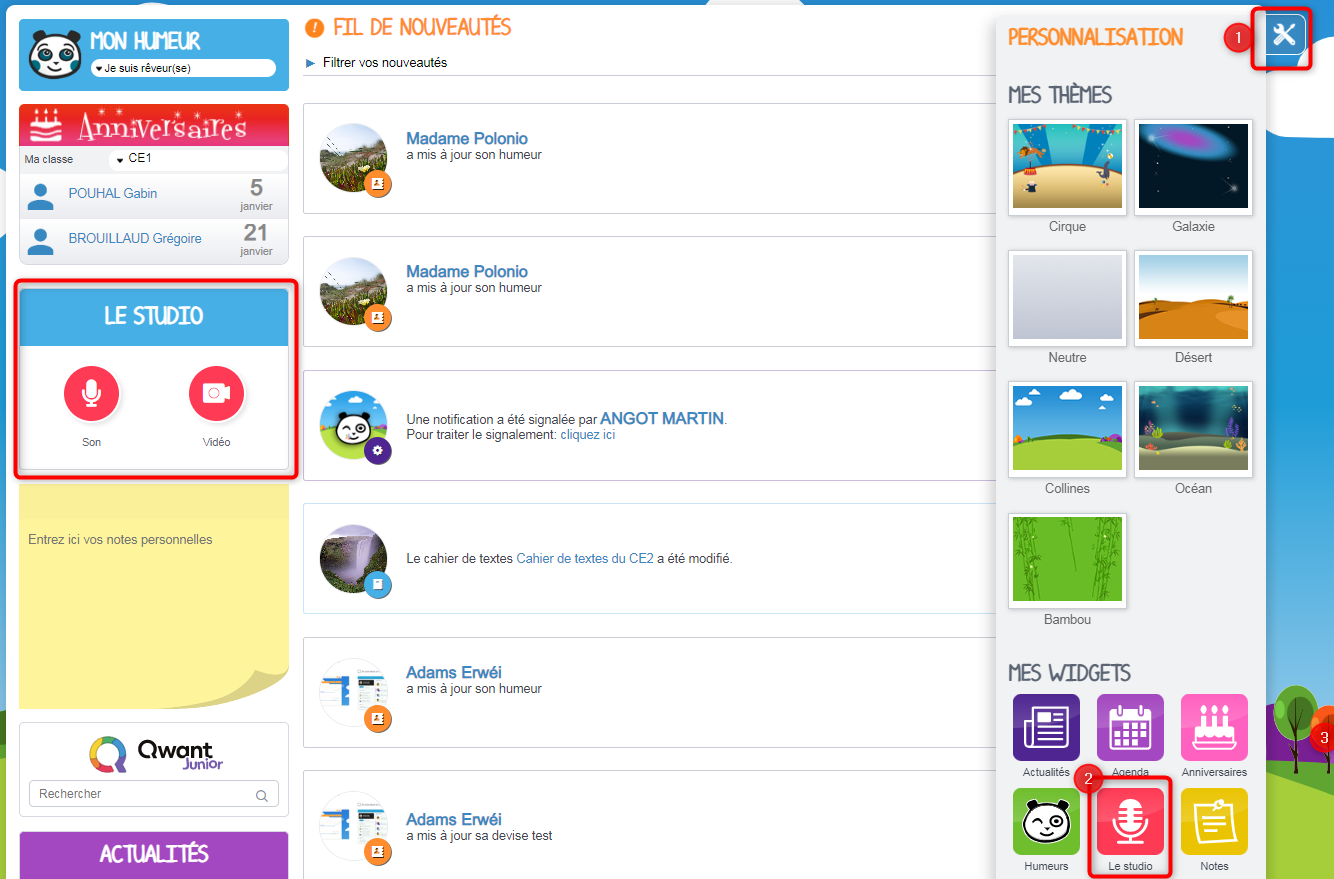 MON HUMEUR
Je suis rêveur(se)
Anniversaires
Ma classe
CE1
POUHAL Gabin
5
janvier
BROUILLAUD Grégoire
21
janvier
LE STUDIO
Son
Vidéo
Entrez ici vos notes personnelles
Qwant
Junior
Rechercher
ACTUALITÉS
! FIL DE NOUVEAUTÉS
Filtrer vos nouveautés
Madame Polonio
a mis à jour son humeur
Madame Polonio
a mis à jour son humeur
Une notification a été signalée par ANGOT MARTIN.
Pour traiter le signalement: cliquez ici
Le cahier de textes Cahier de textes du CE2 a été modifié.
Adams Erwéi
a mis à jour son humeur
Adams Erwéi
a mis à jour sa devise test
PERSONNALISATION
1
MES THÈMES
Cirque
Galaxie
Neutre
Désert
Collines
Océan
Bambou
MES WIDGETS
Actualités
Agenda
Anniversaires
2
3
Humeurs
Le studio
Notes